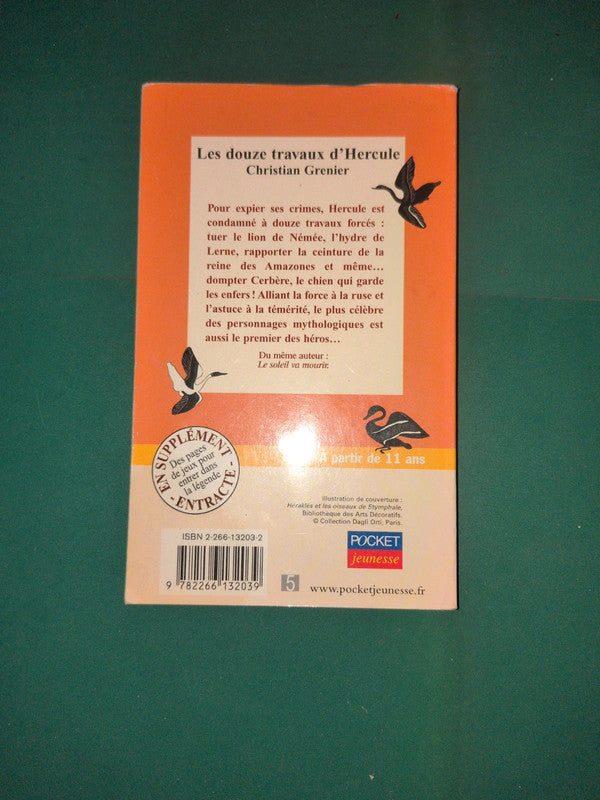 Les douze travaux d'Hercule
Christian Grenier
Pour expier ses crimes, Hercule est
condamné à douze travaux forcés :
tuer le lion de Némée, l'hydre de
Lerne, rapporter la ceinture de la
reine des Amazones et même...
dompter Cerbère, le chien qui garde
les enfers ! Alliant la force à la ruse et
l'astuce à la témérité, le plus célèbre
des personnages mythologiques est
aussi le premier des héros...
Du même auteur :
Le soleil va mourir.
À partir de 11 ans
EN SUPPLÉMENT
Des pages
de jeux pour
entrer dans
la légende
- ENTRACTE -
Illustration de couverture :
Herakles et les oiseaux de Stymphale,
Bibliothèque des Arts Décoratifs.
© Collection Dagli Orti, Paris.
ISBN 2-266-13203-2
9 782266 132039
5
POCKET
jeunesse
www.pocketjeunesse.fr